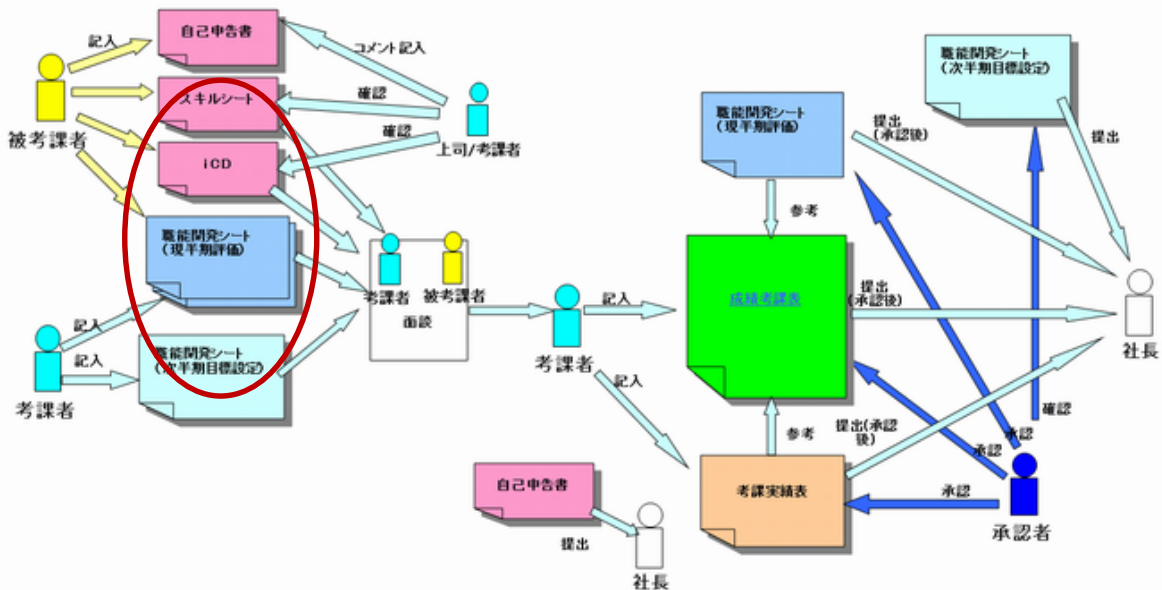 自己申告書
記入
コメント記入
スキルシート
確認
被考課者
iCD
確認
上司/考課者
職能開発シート
(現半期評価)
考課者
被考課者
面談
記入
記入
考課者
職能開発シート
(次半期目標設定)
考課者
記入
記入
職能開発シート
(次半期目標設定)
職能開発シート
(現半期評価)
提出
(承認後)
提出
参考
成績考課表
提出
(承認後)
社長
確認
承認
承認
参考
提出(承認
後)
考課実績表
承認
承認者
自己申告書
提出
社長